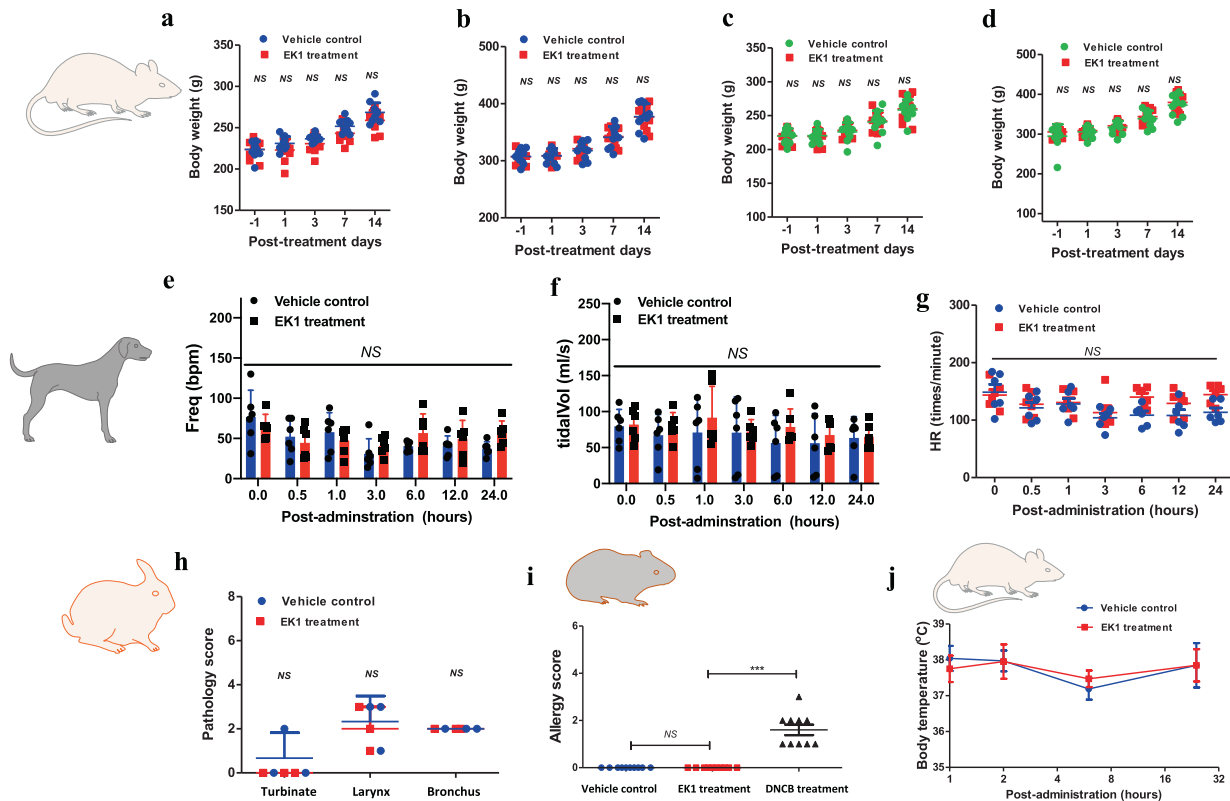 a
Vehicle control
EK1 treatment
NS NS NS NS NS
Body weight (g)
350
300
250
200
150
-1 1 3 7 14
Post-treatment days
b
Vehicle control
EK1 treatment
NS NS NS NS NS
Body weight (g)
500
400
300
200
-1 1 3 7 14
Post-treatment days
c
Vehicle control
EK1 treatment
NS NS NS NS NS
Body weight (g)
350
300
250
200
150
100
-1 1 3 7 14
Post-treatment days
d
Vehicle control
EK1 treatment
NS NS NS NS NS
Body weight (g)
500
400
300
200
100
-1 1 3 7 14
Post-treatment days
e
Vehicle control
EK1 treatment
NS
Freq (bpm)
200
150
100
50
0
0.0 0.5 1.0 3.0 6.0 12.0 24.0
Post-adminstration (hours)
f
Vehicle control
EK1 treatment
NS
tidalVol (ml/s)
250
200
150
100
50
0
0.0 0.5 1.0 3.0 6.0 12.0 24.0
Post-adminstration (hours)
g
Vehicle control
EK1 treatment
NS
HR (times/minute)
300
200
150
100
50
0
0 0.5 1 3 6 12 24
Post-administration (hours)
h
Vehicle control
EK1 treatment
NS NS NS
Pathology score
8
6
4
2
0
Turbinate Larynx Bronchus
i
Allergy score
6
4
2
0
NS
***
Vehicle control EK1 treatment DNCB treatment
j
Vehicle control
EK1 treatment
Body temperature (°C)
39
38
37
36
35
1 2 4 8 16 32
Post-administration (hours)